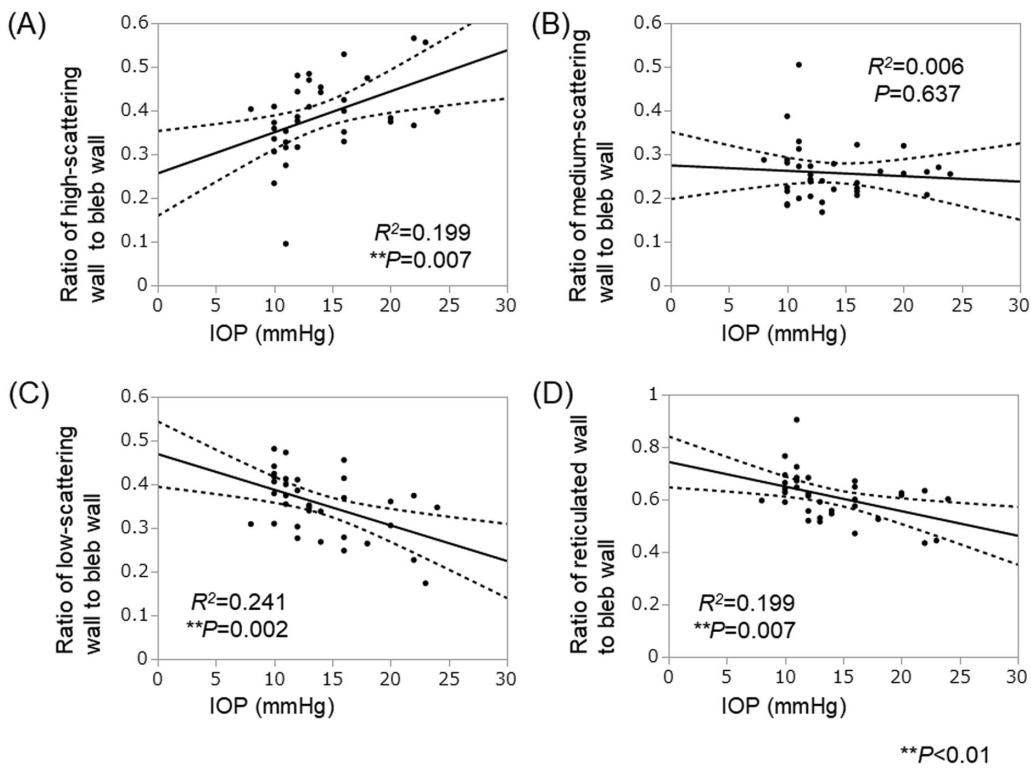 (A)
Ratio of high-scattering
wall to bleb wall
0.6
0.5
0.4
0.3
0.2
0.1
0
R²=0.199
**P=0.007
0 5 10 15 20 25 30
IOP (mmHg)
(B)
Ratio of medium-scattering
wall to bleb wall
0.6
0.5
0.4
0.3
0.2
0.1
0
R²=0.006
P=0.637
0 5 10 15 20 25 30
IOP (mmHg)
(C)
Ratio of low-scattering
wall to bleb wall
0.6
0.5
0.4
0.3
0.2
0.1
0
R²=0.241
**P=0.002
0 5 10 15 20 25 30
IOP (mmHg)
(D)
Ratio of reticulated wall
to bleb wall
1
0.8
0.6
0.4
0.2
0
R²=0.199
**P=0.007
0 5 10 15 20 25 30
IOP (mmHg)
**P<0.01